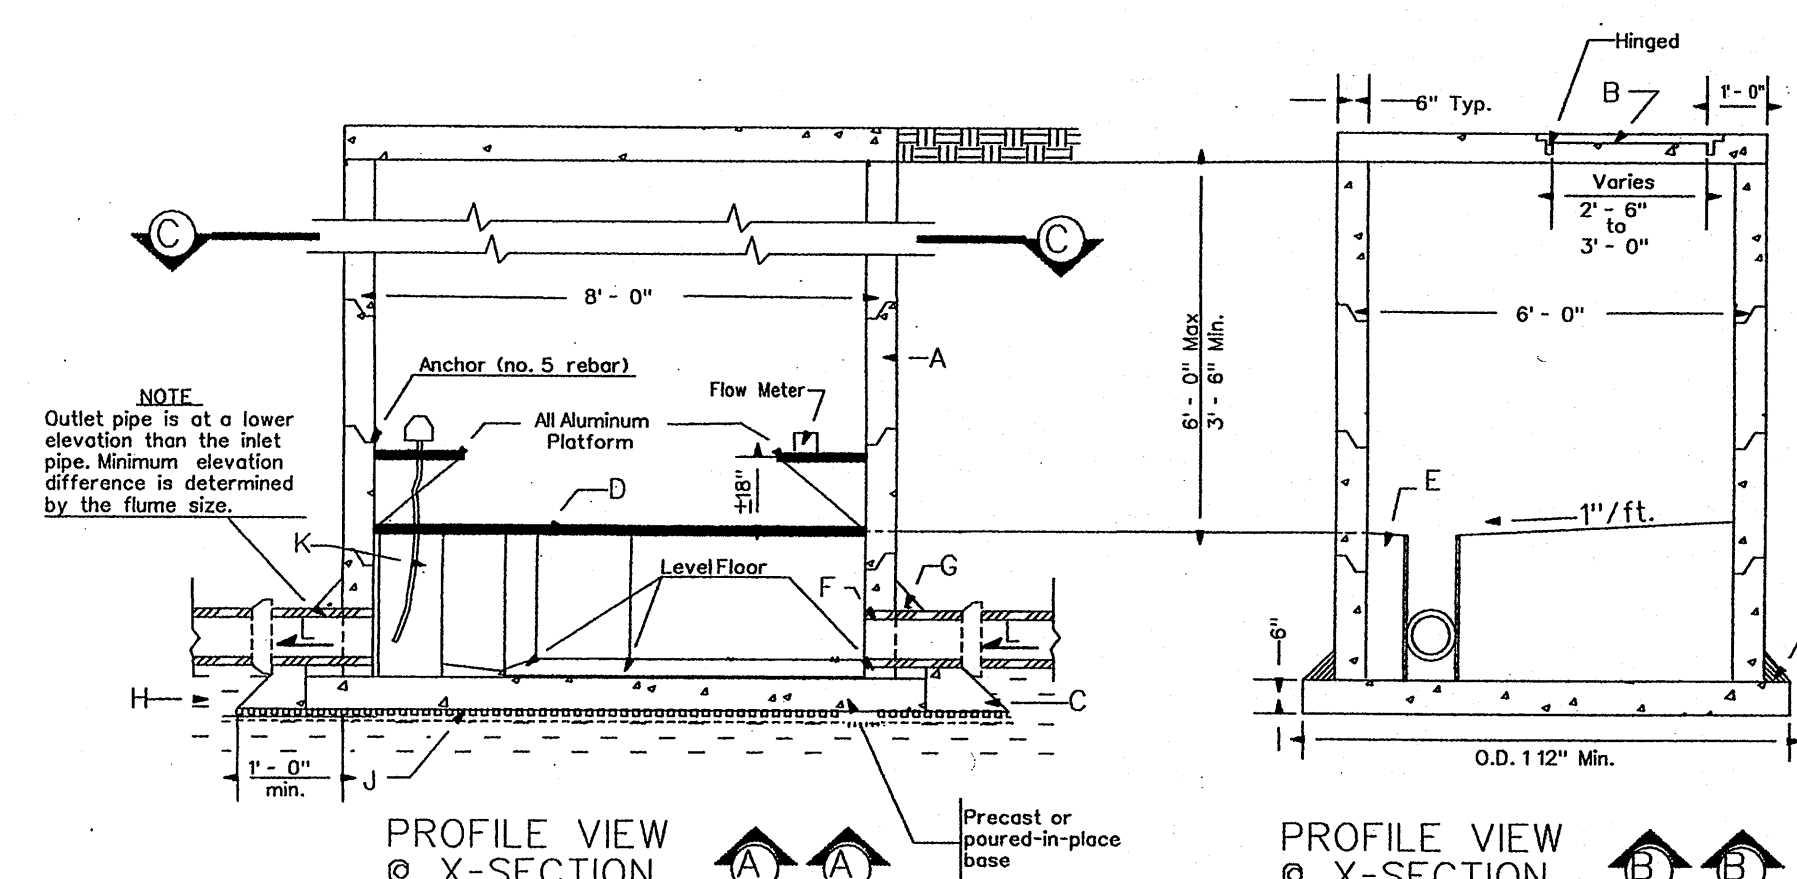 Hinged
B
1'- 0"
6" Typ.
Varies
2' - 6"
to
3' - 0"
C
C
8' - 0"
6' - 0"
6' - 0" Max
3' - 6" Min.
A
Anchor (no. 5 rebar)
Flow Meter
All Aluminum
Platform
NOTE
Outlet pipe is at a lower
elevation than the inlet
pipe. Minimum elevation
difference is determined
by the flume size.
±18"
D
E
1"/ft.
K
Level Floor
F
G
L
L
6"
H
C
J
1' - 0"
min.
O.D. 1 12" Min.
Precast or
poured-in-place
base
PROFILE VIEW
@ X-SECTION
A
A
PROFILE VIEW
@ X-SECTION
B
B